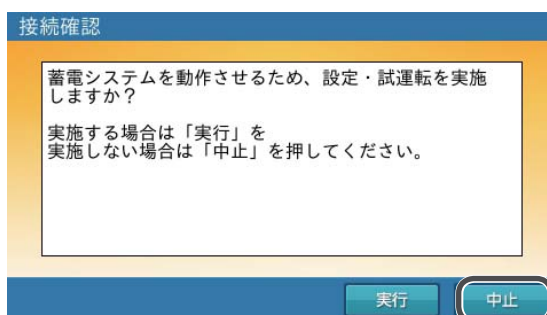 接続確認
蓄電システムを動作させるため、設定・試運転を実施
しますか？
実施する場合は「実行」を
実施しない場合は「中止」を押してください。
実行
中止